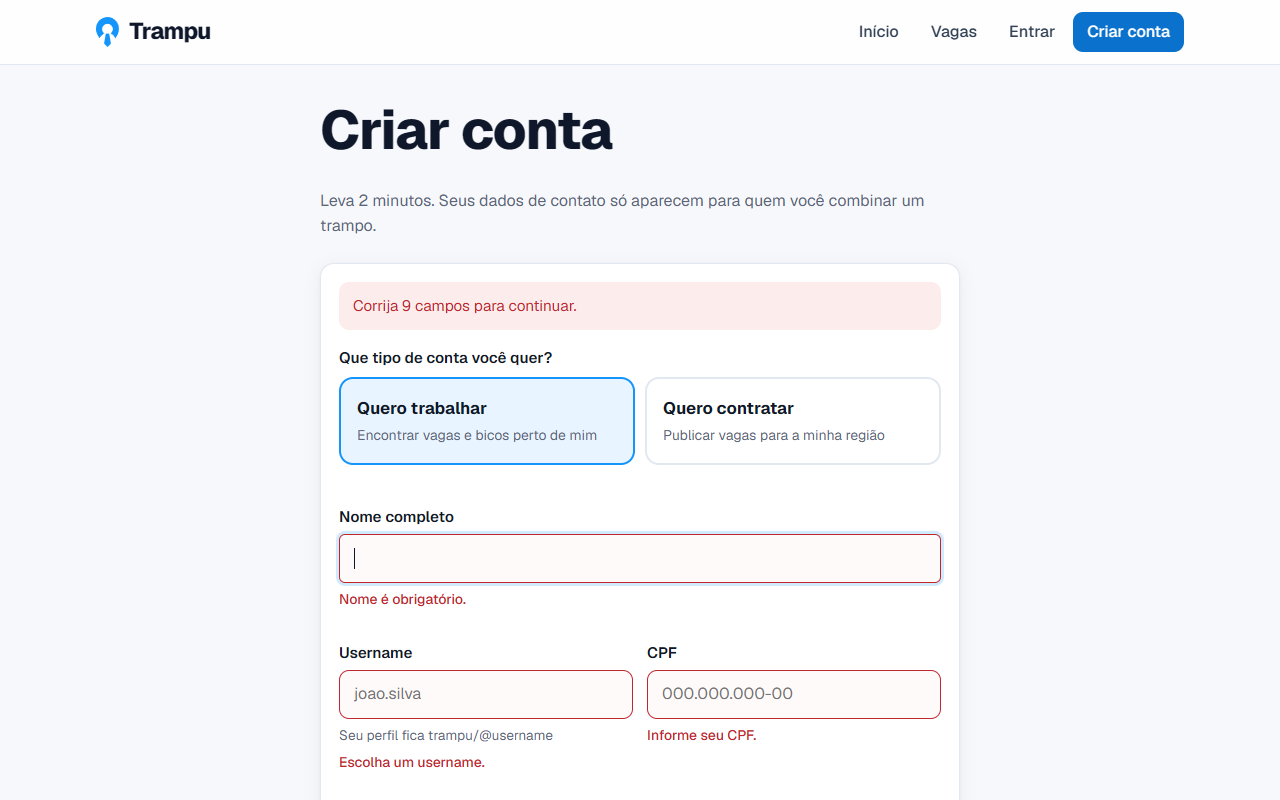 Trampu
Início
Vagas
Entrar
Criar conta
Criar conta
Leva 2 minutos. Seus dados de contato só aparecem para quem você combinar um
trampo.
Corrija 9 campos para continuar.
Que tipo de conta você quer?
Quero trabalhar
Encontrar vagas e bicos perto de mim
Quero contratar
Publicar vagas para a minha região
Nome completo
Nome é obrigatório.
Username
CPF
joao.silva
000.000.000-00
Seu perfil fica trampu/@username
Informe seu CPF.
Escolha um username.